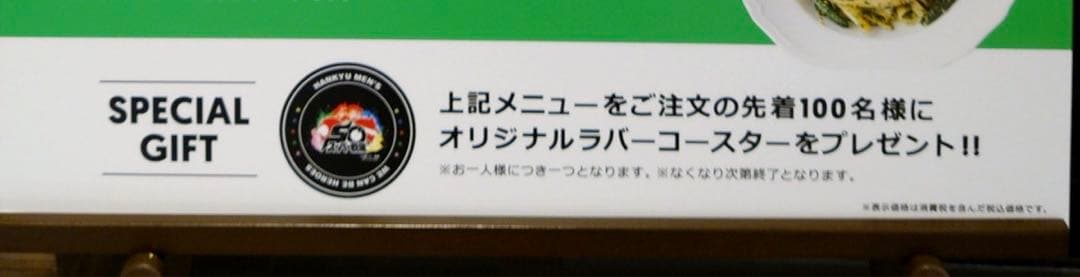 SPECIAL
GIFT
HANKYU MEN'S
50
WE CAN BE HEROES
上記メニューをご注文の先着100名様に
オリジナルラバーコースターをプレゼント!!
※お一人様につき一つとなります。※なくなり次第終了となります。
※表示価格は消費税を含んだ税込価格です。